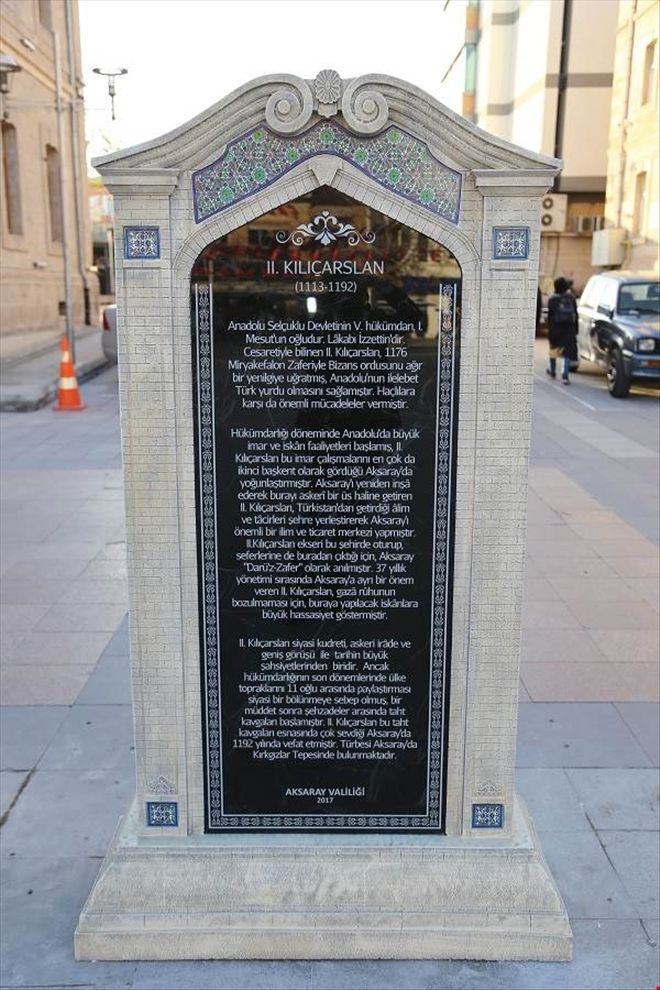 II. KILIÇARSLAN
(1113-1192)
Anadolu Selçuklu Devletinin V. hükümdarı, I.
Mesut'un oğludur. Lâkabı İzzettin'dir.
Cesaretiyle bilinen II. Kılıçarslan, 1176
Miryakefalon Zaferiyle Bizans ordusunu ağır
bir yenilgiye uğratmış, Anadolu'nun ilelebet
Türk yurdu olmasını sağlamıştır. Haçlılara
karşı da önemli mücadeleler vermiştir.
Hükümdarlığı döneminde Anadolu'da büyük
imar ve iskân faaliyetleri başlamış, II.
Kılıçarslan bu imar çalışmalarını en çok da
ikinci başkent olarak gördüğü Aksaray'da
yoğunlaştırmıştır. Aksaray'ı yeniden inşâ
ederek burayı askerî bir üs haline getiren
II. Kılıçarslan, Türkistan'dan getirdiği âlim
ve tâcirleri şehre yerleştirerek Aksaray'ı
önemli bir ilim ve ticaret merkezi yapmıştır.
II.Kılıçarslan ekseri bu şehirde oturup,
seferlerine de buradan çıktığı için, Aksaray
"Darü'z-Zafer" olarak anılmıştır. 37 yıllık
yönetimi sırasında Aksaray'a ayrı bir önem
veren II. Kılıçarslan, gazâ rûhunun
bozulmaması için, buraya yapılacak iskânlara
büyük hassasiyet göstermiştir.
II. Kılıçarslan siyasi kudreti, askeri irâde ve
geniş görüşü ile tarihin büyük
şahsiyetlerinden biridir. Ancak
hükümdarlığının son dönemlerinde ülke
topraklarını 11 oğlu arasında paylaştırması
siyasi bir bölünmeye sebep olmuş, bir
müddet sonra şehzadeler arasında taht
kavgaları başlamıştır. II. Kılıçarslan bu taht
kavgaları esnasında çok sevdiği Aksaray'da
1192 yılında vefat etmiştir. Türbesi Aksaray'da
Kırkgızlar Tepesinde bulunmaktadır.
AKSARAY VALİLİĞİ
2017